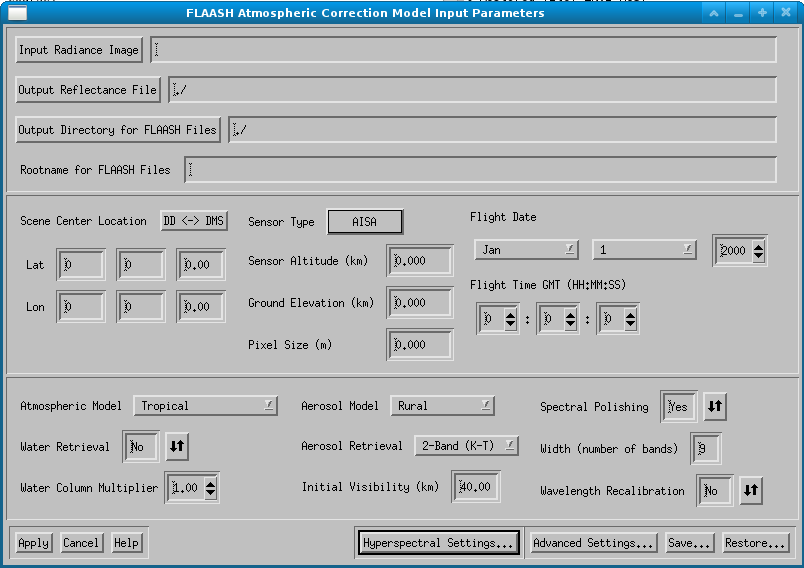 FLAASH Atmospheric Correction Model Input Parameters
Input Radiance Image
Output Reflectance File ./
Output Directory for FLAASH Files ./
Rootname for FLAASH Files
Scene Center Location DD <-> DMS
Lat 0 0 0.00
Lon 0 0 0.00
Sensor Type AISA
Sensor Altitude (km) 0.000
Ground Elevation (km) 0.000
Pixel Size (m) 0.000
Flight Date
Jan 1 2000
Flight Time GMT (HH:MM:SS)
0 : 0 : 0
Atmospheric Model Tropical
Water Retrieval No
Water Column Multiplier 1.00
Aerosol Model Rural
Aerosol Retrieval 2-Band (K-T)
Initial Visibility (km) 40.00
Spectral Polishing Yes
Width (number of bands) 9
Wavelength Recalibration No
Apply Cancel Help Hyperspectral Settings... Advanced Settings... Save... Restore...